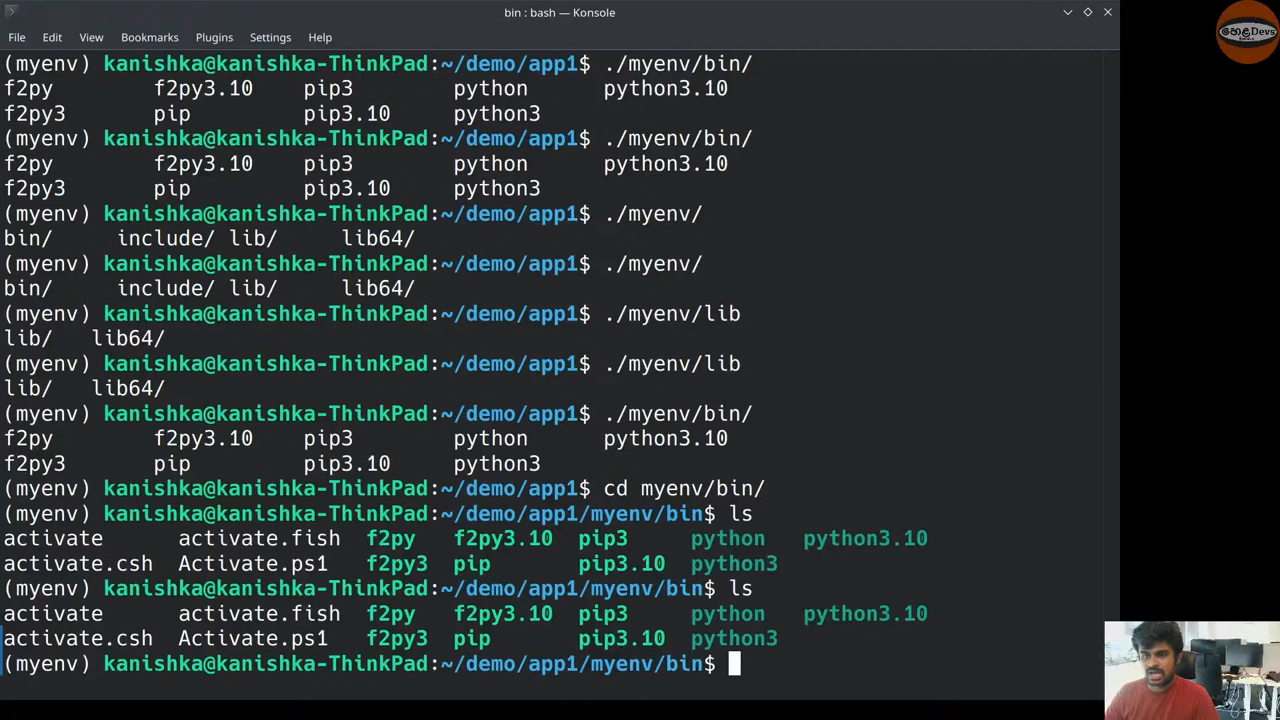 bin : bash — Konsole
File Edit View Bookmarks Plugins Settings Help
(myenv) kanishka@kanishka-ThinkPad:~/demo/app1$ ./myenv/bin/
f2py f2py3.10 pip3 python python3.10
f2py3 pip pip3.10 python3
(myenv) kanishka@kanishka-ThinkPad:~/demo/app1$ ./myenv/bin/
f2py f2py3.10 pip3 python python3.10
f2py3 pip pip3.10 python3
(myenv) kanishka@kanishka-ThinkPad:~/demo/app1$ ./myenv/
bin/ include/ lib/ lib64/
(myenv) kanishka@kanishka-ThinkPad:~/demo/app1$ ./myenv/
bin/ include/ lib/ lib64/
(myenv) kanishka@kanishka-ThinkPad:~/demo/app1$ ./myenv/lib
lib/ lib64/
(myenv) kanishka@kanishka-ThinkPad:~/demo/app1$ ./myenv/lib
lib/ lib64/
(myenv) kanishka@kanishka-ThinkPad:~/demo/app1$ ./myenv/bin/
f2py f2py3.10 pip3 python python3.10
f2py3 pip pip3.10 python3
(myenv) kanishka@kanishka-ThinkPad:~/demo/app1$ cd myenv/bin/
(myenv) kanishka@kanishka-ThinkPad:~/demo/app1/myenv/bin$ ls
activate activate.fish f2py f2py3.10 pip3 python python3.10
activate.csh Activate.ps1 f2py3 pip pip3.10 python3
(myenv) kanishka@kanishka-ThinkPad:~/demo/app1/myenv/bin$ ls
activate activate.fish f2py f2py3.10 pip3 python python3.10
activate.csh Activate.ps1 f2py3 pip pip3.10 python3
(myenv) kanishka@kanishka-ThinkPad:~/demo/app1/myenv/bin$
හෙළDevs